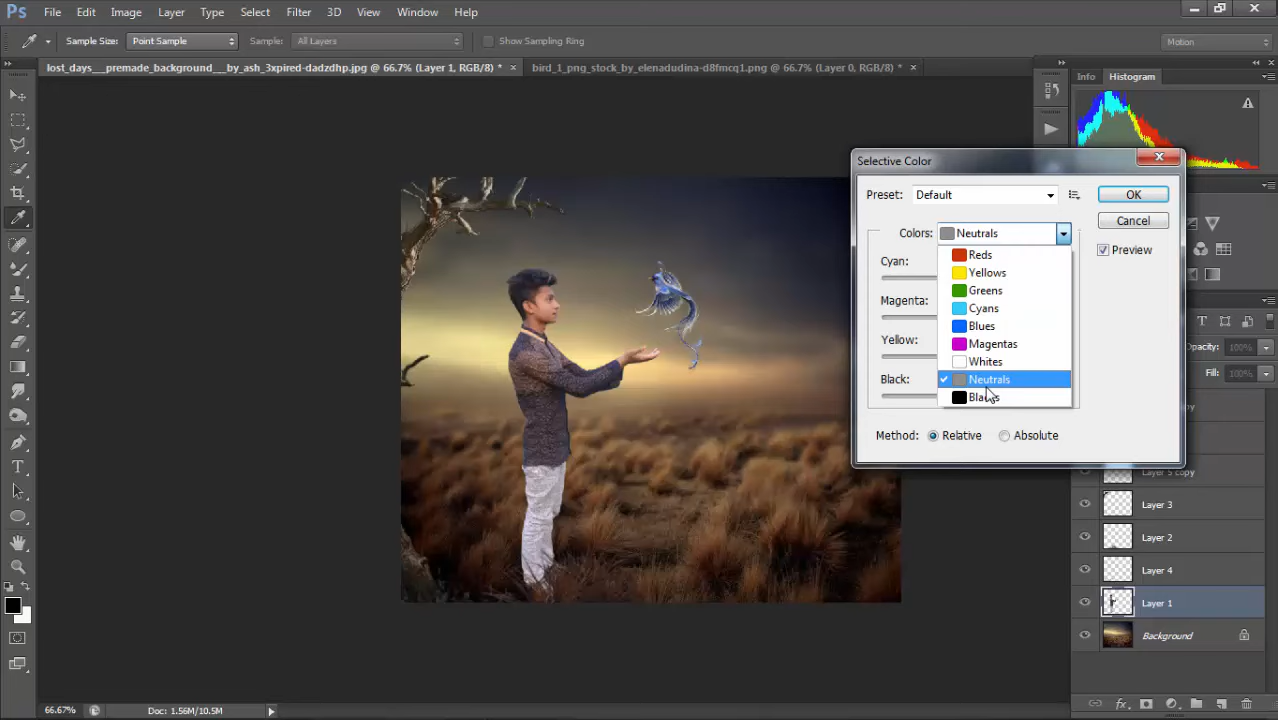 Ps File Edit Image Layer Type Select Filter 3D View Window Help
Sample Size: Point Sample Sample: All Layers Show Sampling Ring Motion
lost_days___premade_background___by_ash_3xpired-dadzdhp.jpg @ 66.7% (Layer 1, RGB/8) * × bird_1_png_stock_by_elenadudina-d8fmcq1.png @ 66.7% (Layer 0, RGB/8) * ×
Info Histogram
Selective Color
Preset: Default OK
Colors: Neutrals Cancel
Preview
Reds
Cyan:
Yellows
Greens
Magenta:
Cyans
Blues
Yellow:
Magentas
Opacity: 100%
Whites
Fill: 100%
Black:
Neutrals
Blacks
Method: Relative Absolute
Layer 5 copy
Layer 3
Layer 2
Layer 4
Layer 1
Background
66.67% Doc: 1.56M/10.5M